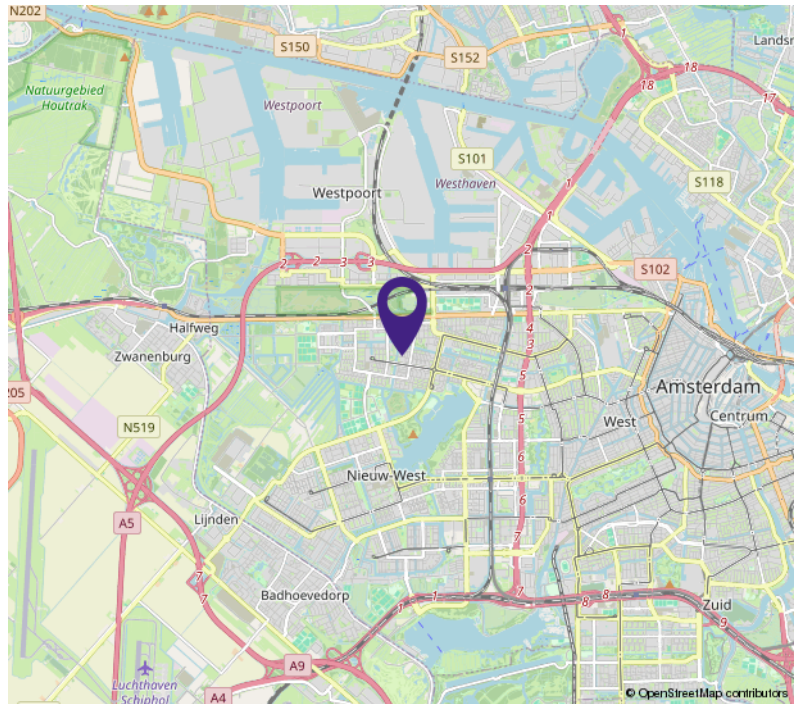 N202
S150
S152
1
Landsr
18
18
17
Natuurgebied
Houtrak
Westpoort
S101
S118
Westpoort
Westhaven
1
1
2
2
2
3
3
S102
2
Halfweg
4
3
Zwanenburg
5
205
Amsterdam
Centrum
N519
5
West
6
Nieuw-West
6
A5
Lijnden
7
7
7
Badhoevedorp
1
1
7
8
8
Zuid
9
A9
Luchthaven
Schiphol
A4
© OpenStreetMap contributors